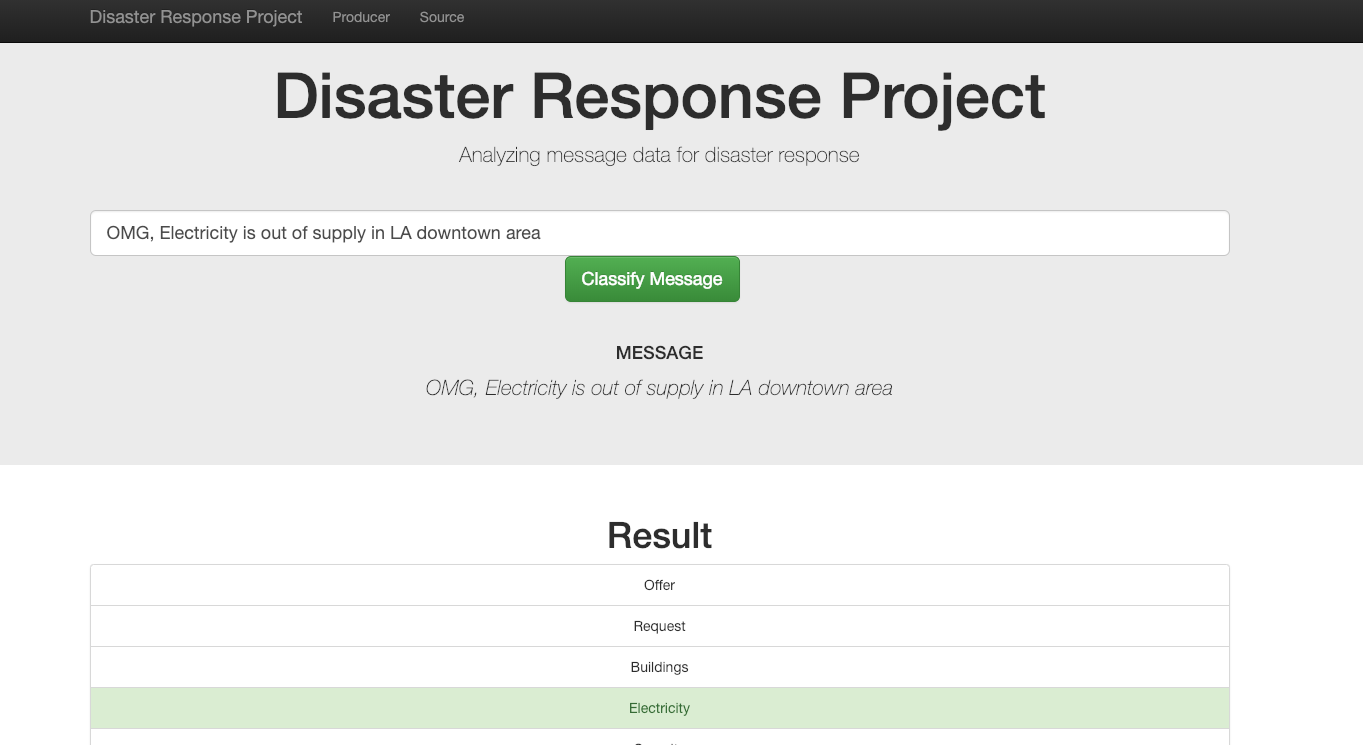 Disaster Response Project Producer Source
Disaster Response Project
Analyzing message data for disaster response
OMG, Electricity is out of supply in LA downtown area
Classify Message
MESSAGE
OMG, Electricity is out of supply in LA downtown area
Result
Offer
Request
Buildings
Electricity